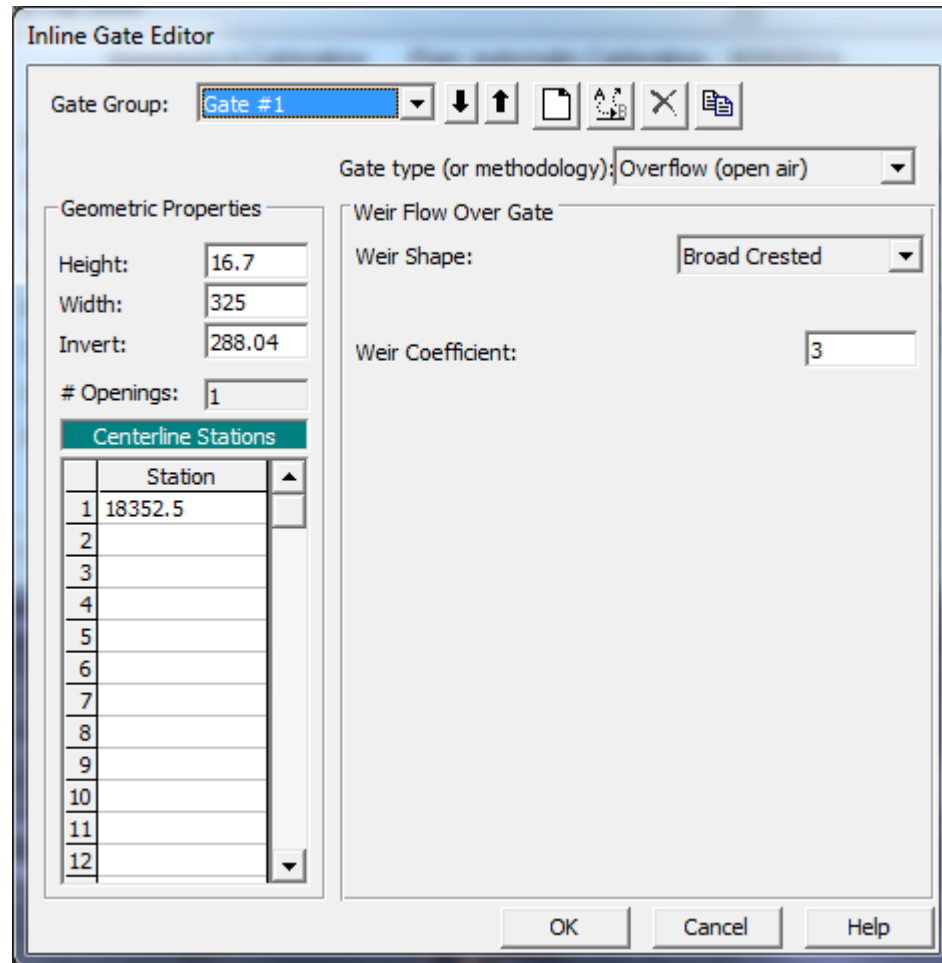 Inline Gate Editor
Gate Group: Gate #1
Gate type (or methodology): Overflow (open air)
Geometric Properties
Height: 16.7
Width: 325
Invert: 288.04
# Openings: 1
Centerline Stations
Station
1 18352.5
2
3
4
5
6
7
8
9
10
11
12
Weir Flow Over Gate
Weir Shape: Broad Crested
Weir Coefficient: 3
OK Cancel Help